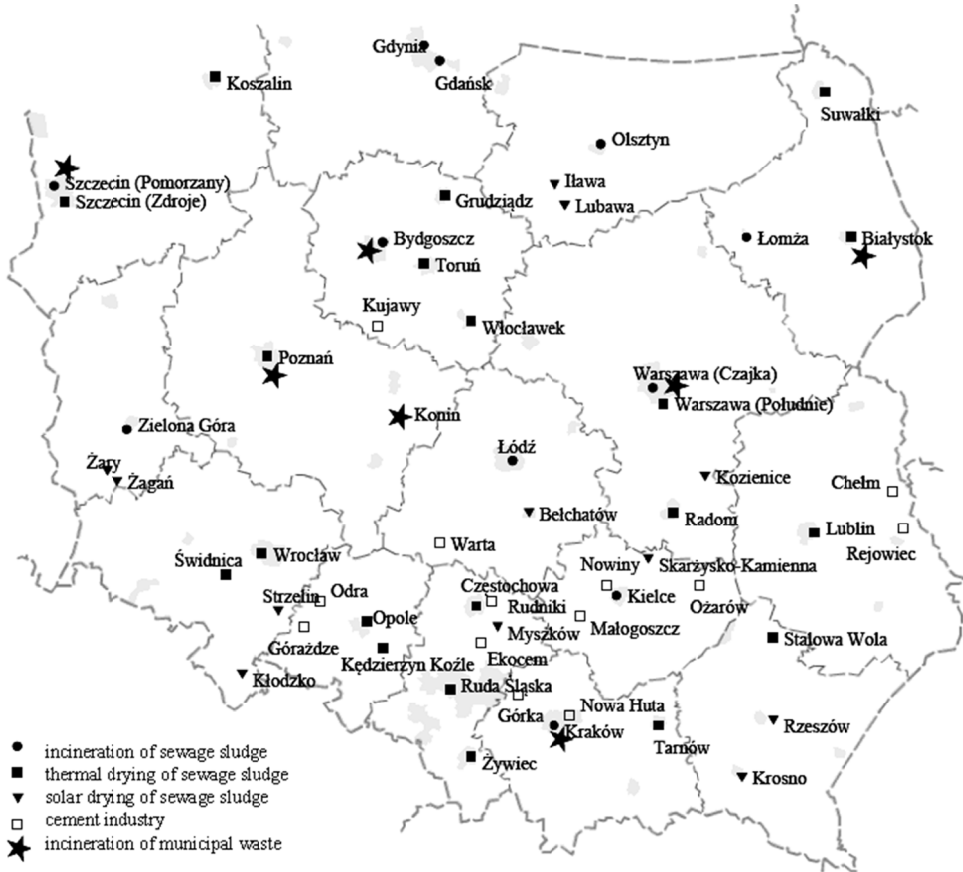 Gdynia
Gdańsk
Koszalin
Suwałki
Olsztyn
Szczecin (Pomorzany)
Szczecin (Zdroje)
Iława
Lubawa
Grudziądz
Bydgoszcz
Łomża
Białystok
Toruń
Kujawy
Włocławek
Poznań
Warszawa (Czajka)
Warszawa (Południe)
Konin
Zielona Góra
Łódź
Żary
Żagań
Kozienice
Chełm
Bełchatów
Radom
Lublin
Rejowiec
Warta
Wrocław
Świdnica
Nowiny
Skarżysko-Kamienna
Strzelin
Odra
Częstochowa
Rudniki
Kielce
Ożarów
Opole
Myszków
Małogoszcz
Górażdze
Stalowa Wola
Kędzierzyn Koźle
Ekocem
Kłodzko
Ruda Śląska
Górka
Nowa Huta
Kraków
Tarnów
Rzeszów
Żywiec
Krosno
incineration of sewage sludge
thermal drying of sewage sludge
solar drying of sewage sludge
cement industry
incineration of municipal waste